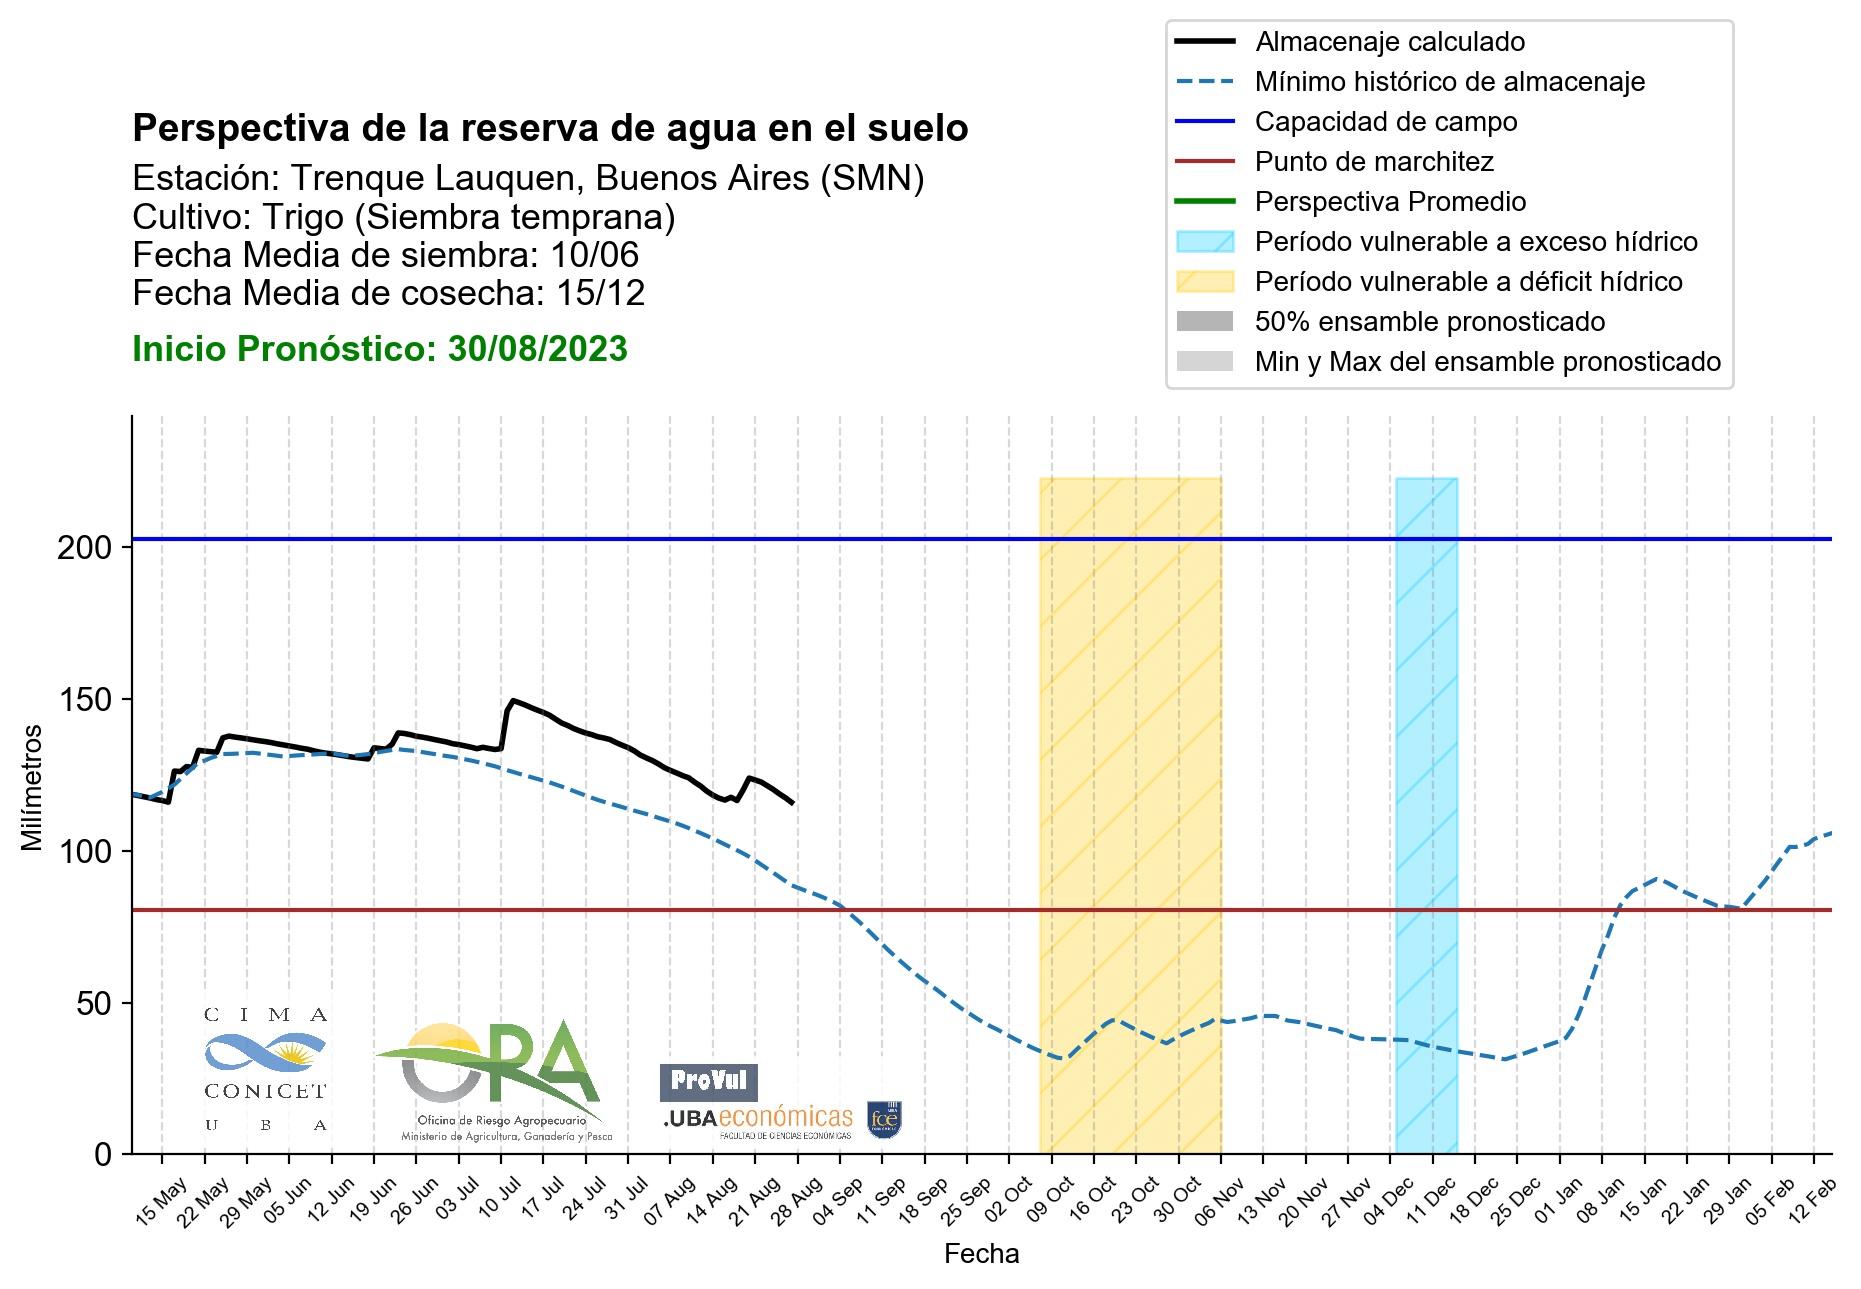 Almacenaje calculado
Mínimo histórico de almacenaje
Capacidad de campo
Punto de marchitez
Perspectiva Promedio
Período vulnerable a exceso hídrico
Período vulnerable a déficit hídrico
50% ensamble pronosticado
Min y Max del ensamble pronosticado
Perspectiva de la reserva de agua en el suelo
Estación: Trenque Lauquen, Buenos Aires (SMN)
Cultivo: Trigo (Siembra temprana)
Fecha Media de siembra: 10/06
Fecha Media de cosecha: 15/12
Inicio Pronóstico: 30/08/2023
Milímetros
200
150
100
50
0
CIMA
CONICET
UBA
ORA
Oficina de Riesgo Agropecuario
Ministerio de Agricultura, Ganadería y Pesca
ProVul
.UBAeconómicas
FACULTAD DE CIENCIAS ECONÓMICAS
UBA
fce
15 May
22 May
29 May
05 Jun
12 Jun
19 Jun
26 Jun
03 Jul
10 Jul
17 Jul
24 Jul
31 Jul
07 Aug
14 Aug
21 Aug
28 Aug
04 Sep
11 Sep
18 Sep
25 Sep
02 Oct
09 Oct
16 Oct
23 Oct
30 Oct
06 Nov
13 Nov
20 Nov
27 Nov
04 Dec
11 Dec
18 Dec
25 Dec
01 Jan
08 Jan
15 Jan
22 Jan
29 Jan
05 Feb
12 Feb
Fecha